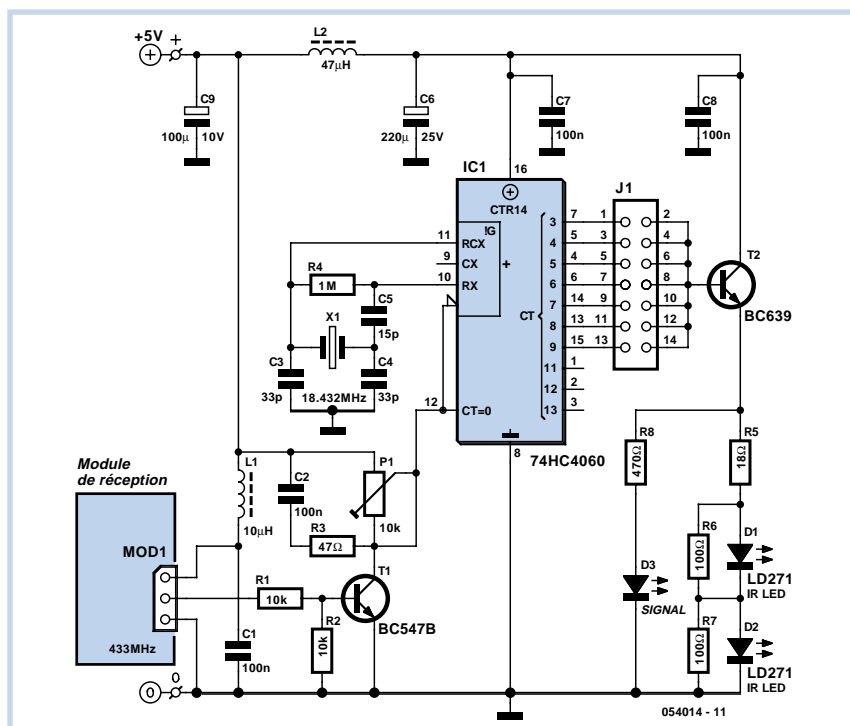 +5V
+
L2
47µH
C9
100µ 10V
C6
220µ 25V
C7
100n
C8
100n
IC1
16
CTR14
!G
11
RCX
9
CX
+
10
RX
R4
1M
C5
15p
X1
C3
33p
C4
33p
18.432MHz
12
CT=0
CT
3 7
4 5
5 4
6 6
7 14
8 13
9 15
11 1
12 2
13 3
8
74HC4060
J1
1 2
3 4
5 6
7 8
9 10
11 12
13 14
T2
BC639
R8
470Ω
R5
18Ω
R6
100Ω
D1
LD271
IR LED
D3
SIGNAL
R7
100Ω
D2
LD271
IR LED
Module
de réception
MOD1
433MHz
L1
10µH
C2
100n
P1
10k
R3
47Ω
R1
10k
T1
BC547B
R2
10k
C1
100n
0
0
054014 - 11